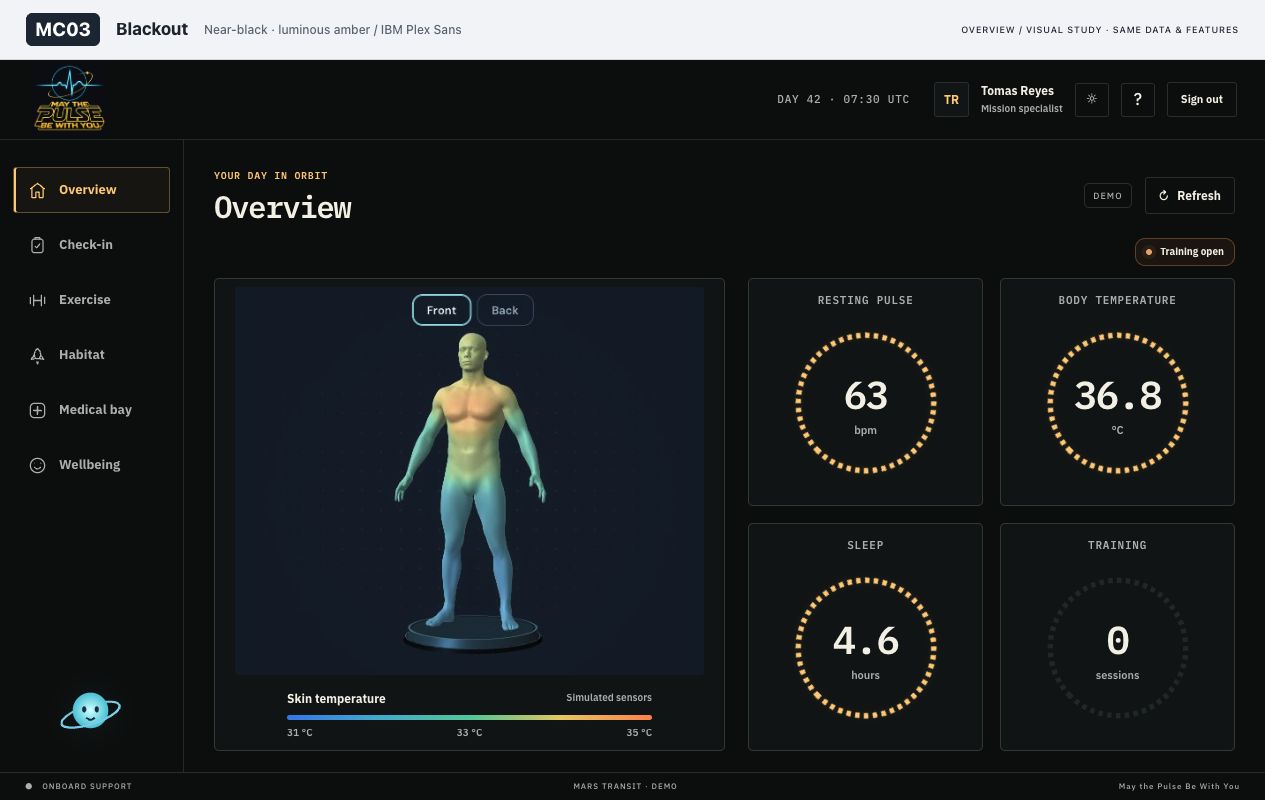 MC03 Blackout Near-black · luminous amber / IBM Plex Sans OVERVIEW / VISUAL STUDY · SAME DATA & FEATURES
MAY THE
PULSE
BE WITH YOU
DAY 42 · 07:30 UTC
TR
Tomas Reyes
Mission specialist
?
Sign out
Overview
Check-in
Exercise
Habitat
Medical bay
Wellbeing
YOUR DAY IN ORBIT
Overview
DEMO
Refresh
Training open
Front Back
Skin temperature Simulated sensors
31 °C 33 °C 35 °C
RESTING PULSE
63
bpm
BODY TEMPERATURE
36.8
°C
SLEEP
4.6
hours
TRAINING
0
sessions
ONBOARD SUPPORT MARS TRANSIT · DEMO May the Pulse Be With You